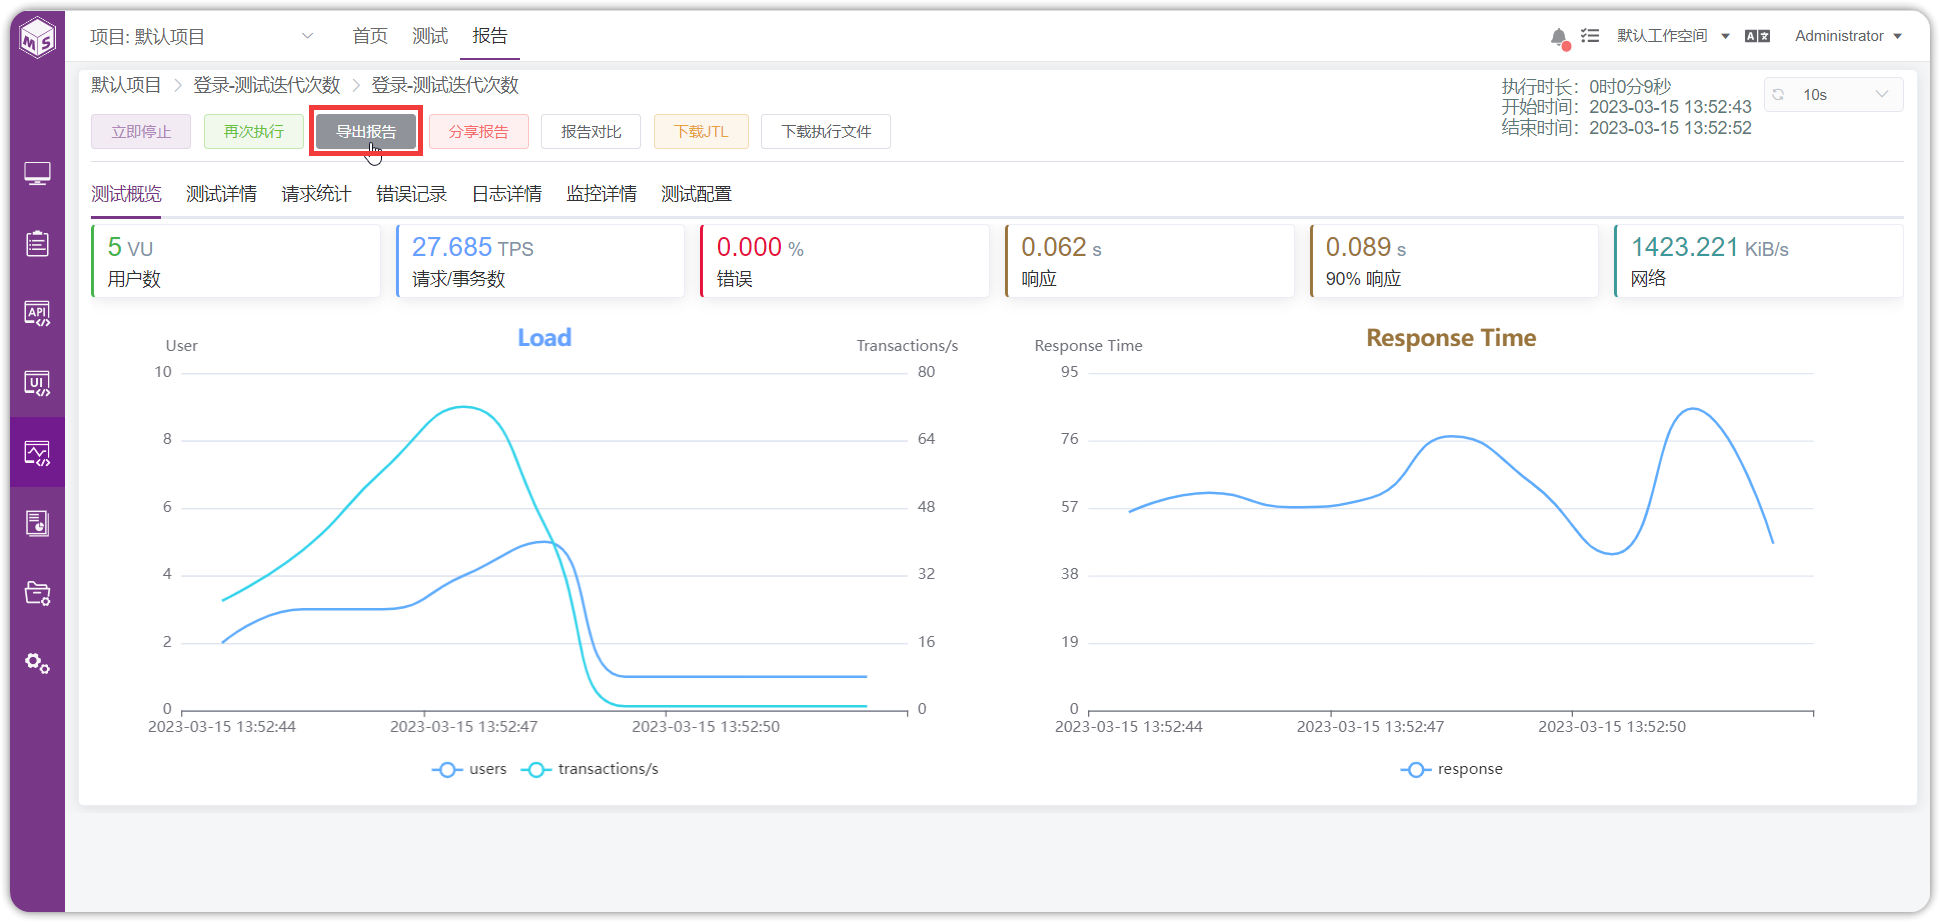 MS
项目: 默认项目
首页
测试
报告
默认工作空间
Administrator
默认项目
登录-测试迭代次数
登录-测试迭代次数
执行时长：0时0分9秒
开始时间：2023-03-15 13:52:43
结束时间：2023-03-15 13:52:52
10s
立即停止
再次执行
导出报告
分享报告
报告对比
下载JTL
下载执行文件
测试概览
测试详情
请求统计
错误记录
日志详情
监控详情
测试配置
5 VU
用户数
27.685 TPS
请求/事务数
0.000 %
错误
0.062 s
响应
0.089 s
90% 响应
1423.221 KiB/s
网络
API
UI
Load
User
Transactions/s
10
8
6
4
2
0
80
64
48
32
16
0
2023-03-15 13:52:44
2023-03-15 13:52:47
2023-03-15 13:52:50
users
transactions/s
Response Time
Response Time
95
76
57
38
19
0
2023-03-15 13:52:44
2023-03-15 13:52:47
2023-03-15 13:52:50
response